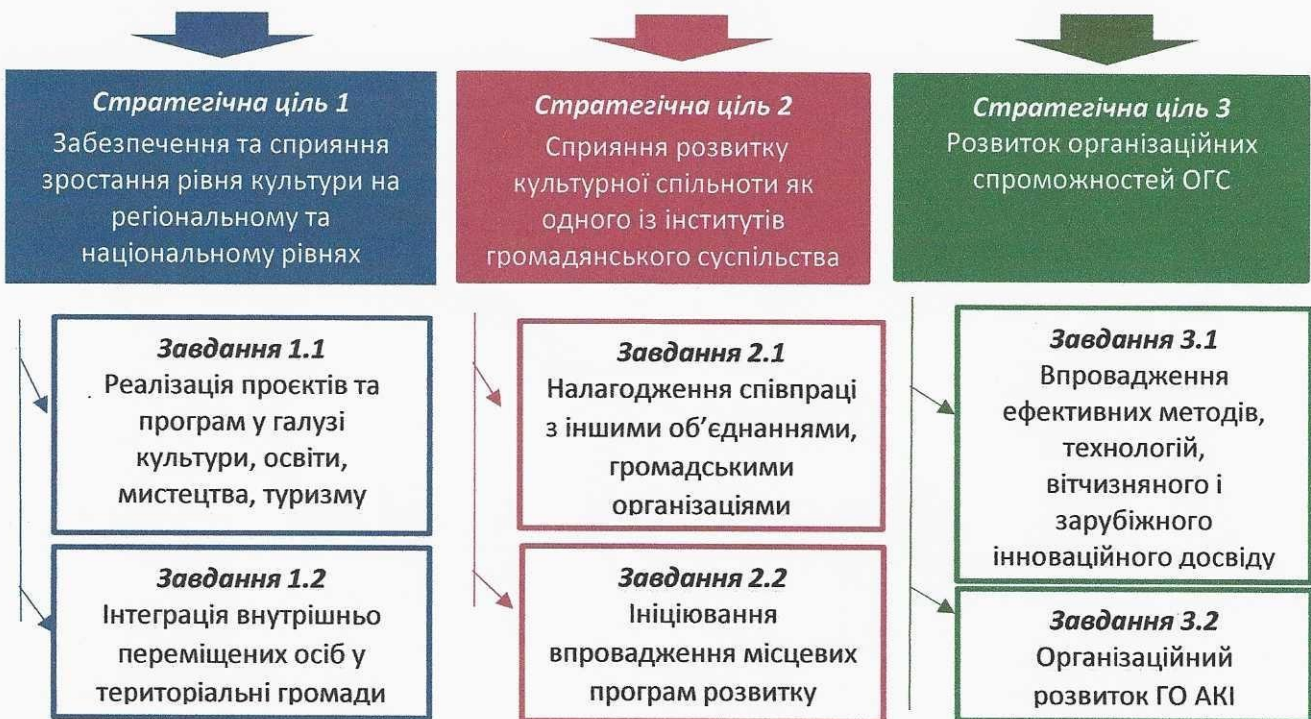 Стратегічна ціль 1
Забезпечення та сприяння
зростання рівня культури на
регіональному та
національному рівнях
Завдання 1.1
Реалізація проєктів та
програм у галузі
культури, освіти,
мистецтва, туризму
Завдання 1.2
Інтеграція внутрішньо
переміщених осіб у
територіальні громади
Стратегічна ціль 2
Сприяння розвитку
культурної спільноти як
одного із інститутів
громадянського суспільства
Завдання 2.1
Налагодження співпраці
з іншими об’єднаннями,
громадськими
організаціями
Завдання 2.2
Ініціювання
впровадження місцевих
програм розвитку
Стратегічна ціль 3
Розвиток організаційних
спроможностей ОГС
Завдання 3.1
Впровадження
ефективних методів,
технологій,
вітчизняного і
зарубіжного
інноваційного досвіду
Завдання 3.2
Організаційний
розвиток ГО АКІ